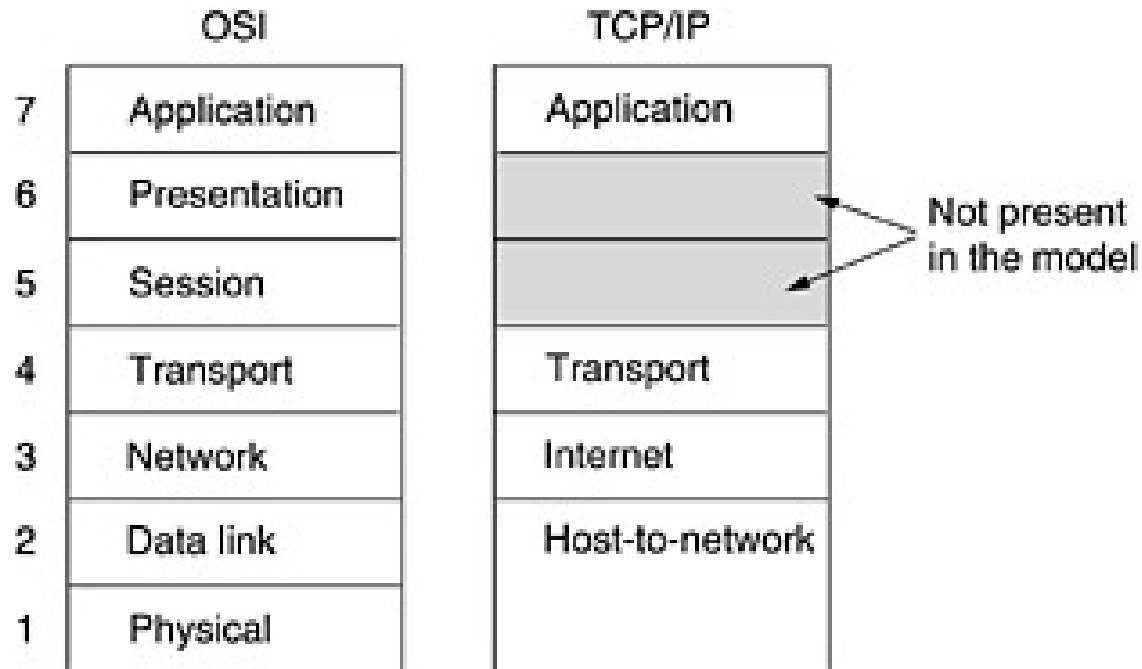 OSI TCP/IP
7 Application Application
6 Presentation
Not present
in the model
5 Session
4 Transport Transport
3 Network Internet
2 Data link Host-to-network
1 Physical